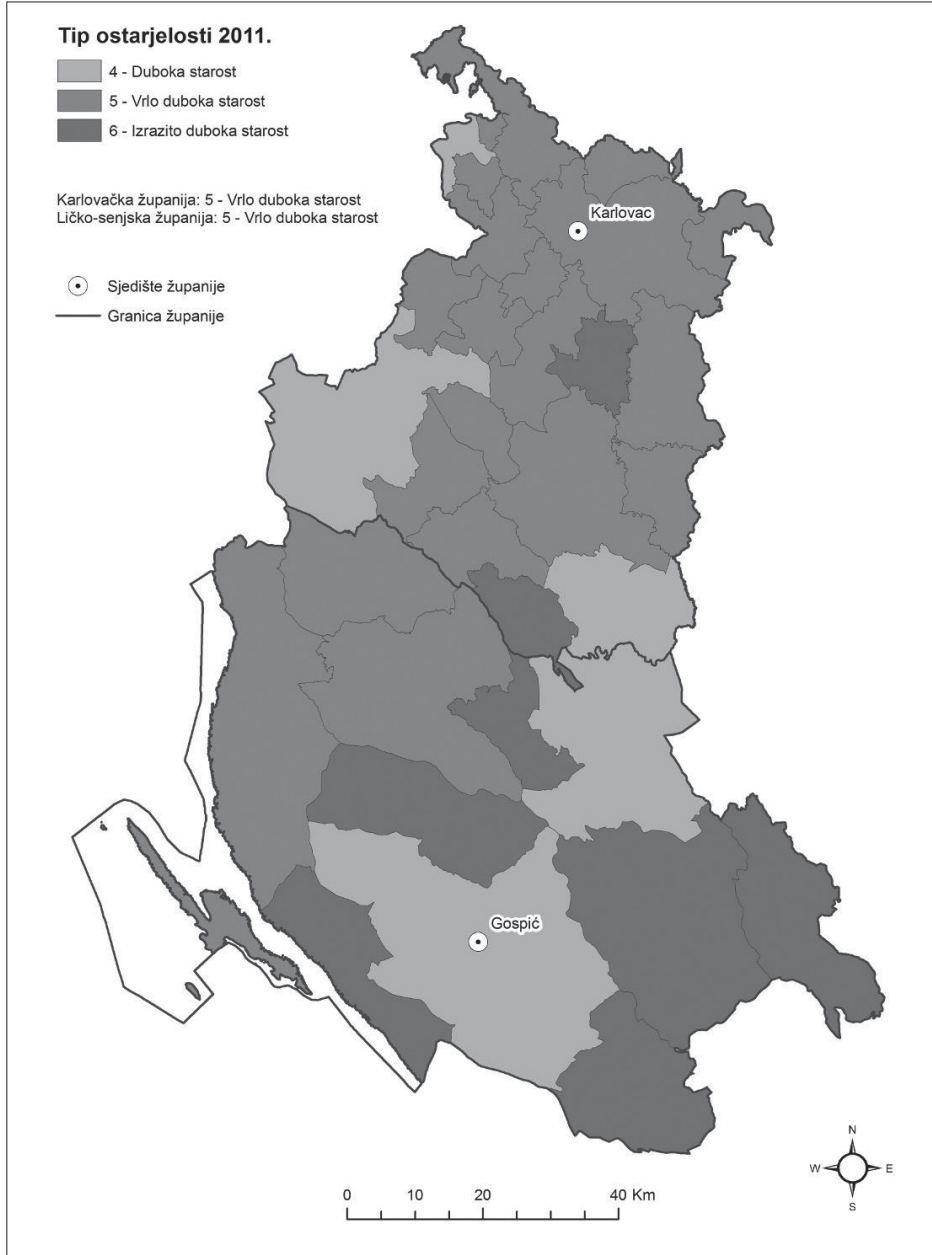 Tip ostarjelosti 2011.
4 - Duboka starost
5 - Vrlo duboka starost
6 - Izrazito duboka starost
Karlovačka županija: 5 - Vrlo duboka starost
Ličko-senjska županija: 5 - Vrlo duboka starost
Sjedište županije
Granica županije
Karlovac
Gospić
N
W E
S
0 10 20 40 Km